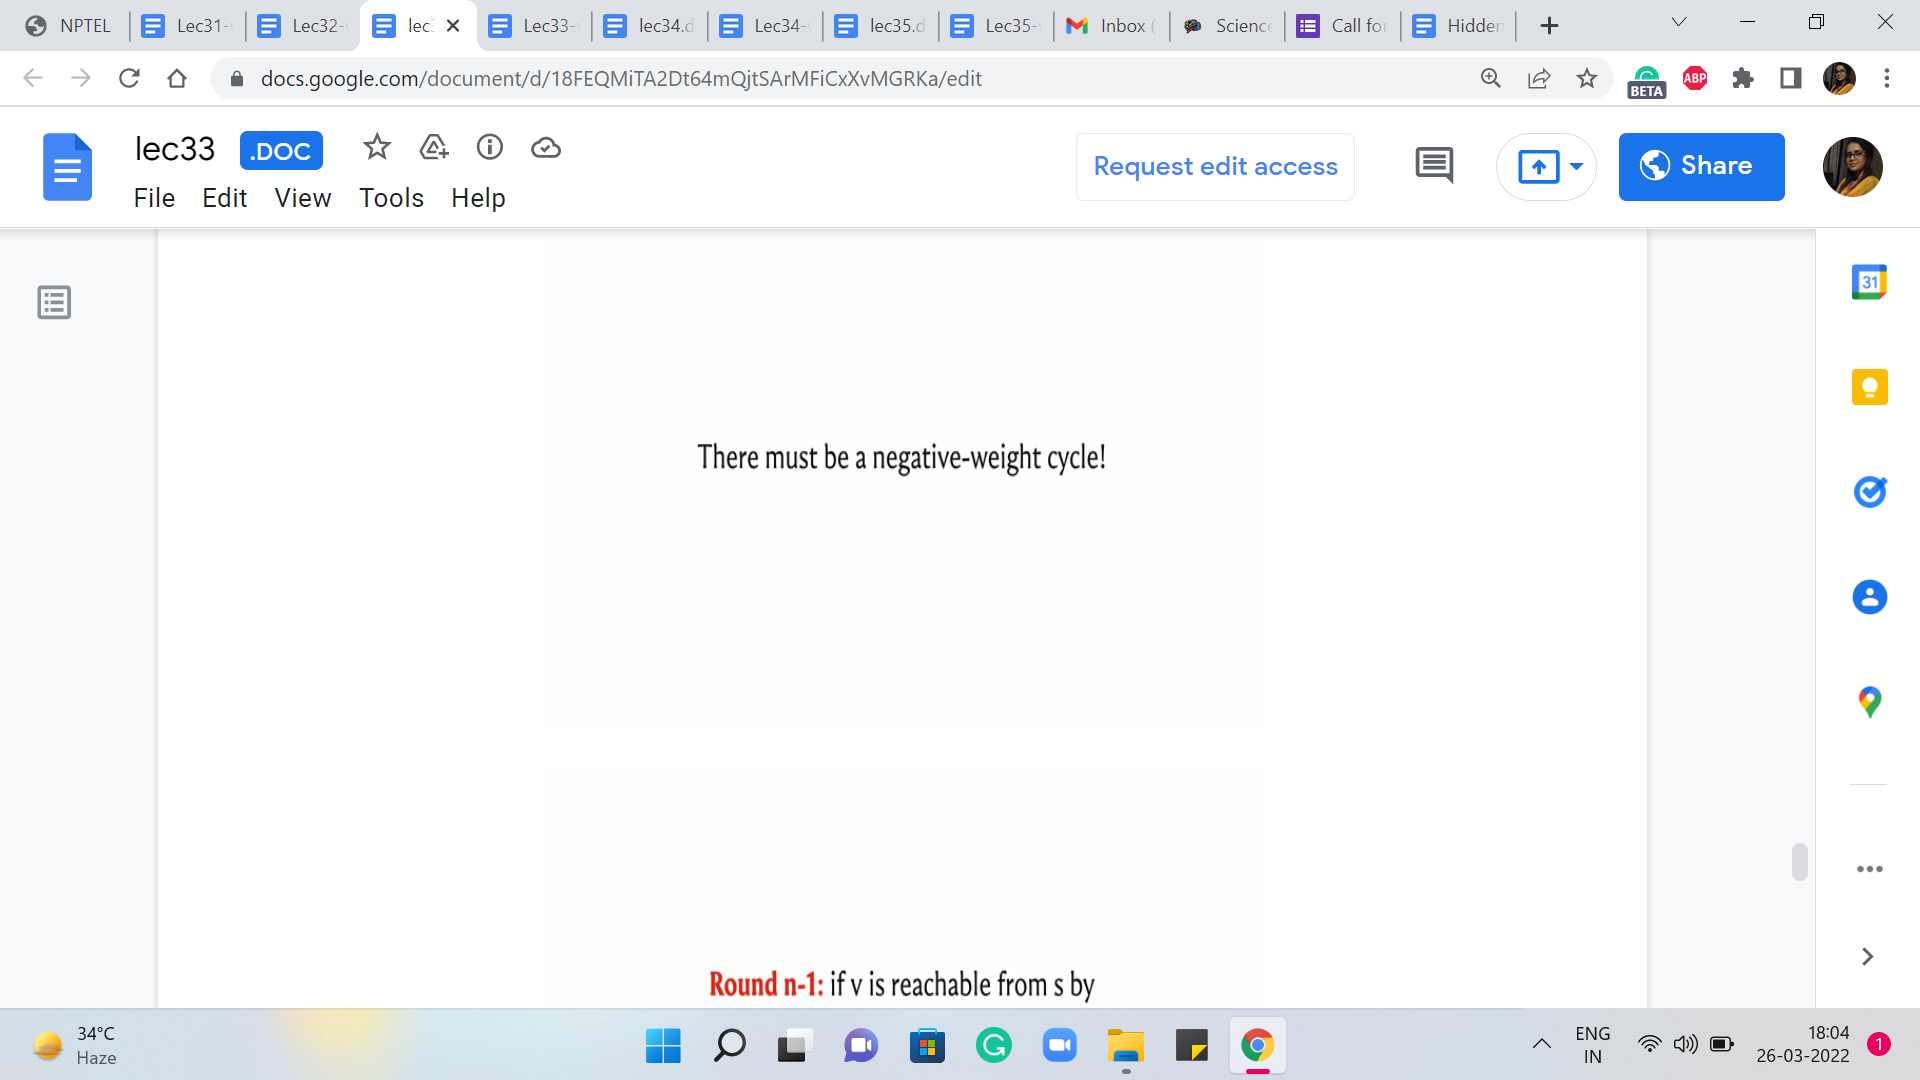 NPTEL
Lec31-
Lec32-
lec
Lec33-
lec34.d
Lec34-
lec35.d
Lec35-
Inbox (
Science
Call for
Hidden
docs.google.com/document/d/18FEQMiTA2Dt64mQjtSArMFiCxXvMGRKa/edit
BETA
ABP
lec33
.DOC
File Edit View Tools Help
Request edit access
Share
31
There must be a negative-weight cycle!
Round n-1: if v is reachable from s by
34°C
Haze
ENG
IN
18:04
26-03-2022
1